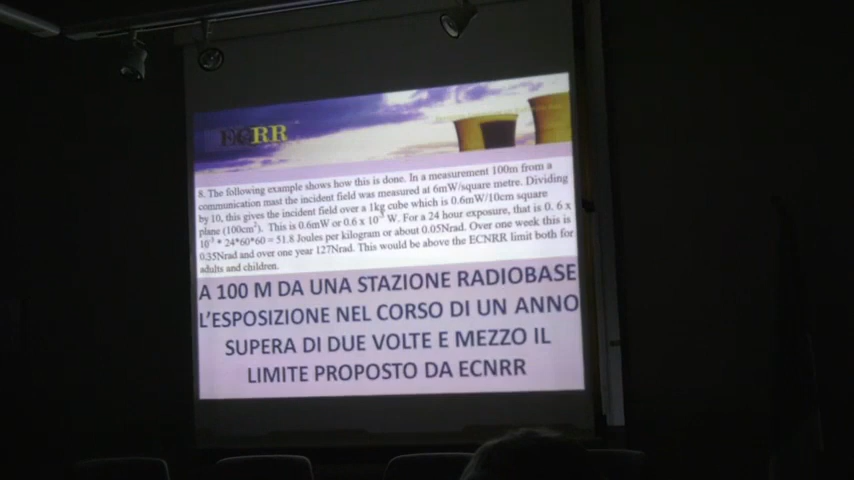 ECRR
8. The following example shows how this is done. In a measurement 100m from a
communication mast the incident field was measured at 6mW/square metre. Dividing
by 10, this gives the incident field over a 1kg cube which is 0.6mW/10cm square
plane (100cm²). This is 0.6mW or 0.6 x 10⁻³ W. For a 24 hour exposure, that is 0. 6 x
10⁻³ * 24*60*60 = 51.8 Joules per kilogram or about 0.05Nrad. Over one week this is
0.35Nrad and over one year 127Nrad. This would be above the ECNRR limit both for
adults and children.
A 100 M DA UNA STAZIONE RADIOBASE
L'ESPOSIZIONE NEL CORSO DI UN ANNO
SUPERA DI DUE VOLTE E MEZZO IL
LIMITE PROPOSTO DA ECNRR